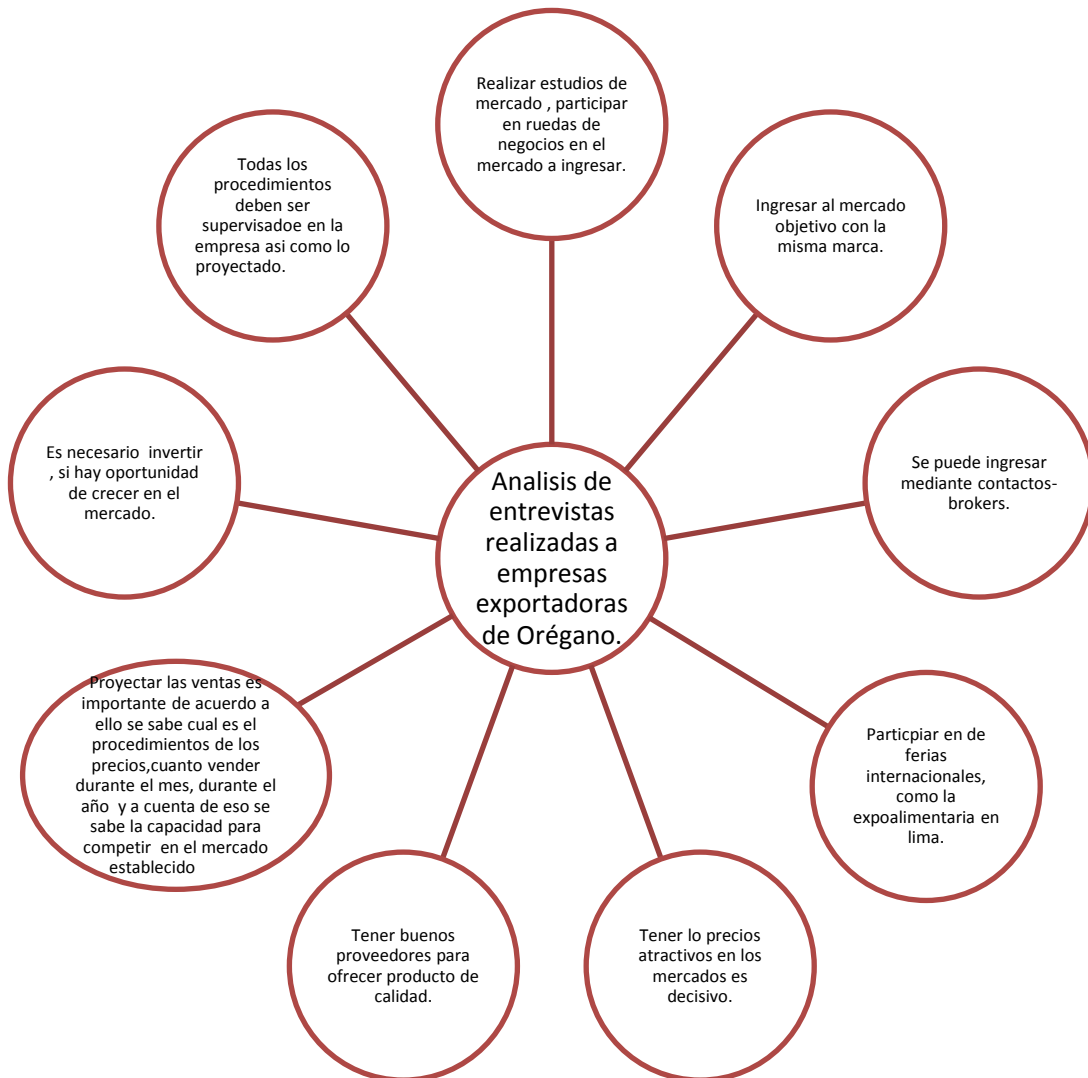 Realizar estudios de
mercado , participar
en ruedas de
negocios en el
mercado a ingresar.
Ingresar al mercado
objetivo con la
misma marca.
Se puede ingresar
mediante contactos-
brokers.
Particpiar en de
ferias
internacionales,
como la
expoalimentaria en
lima.
Tener lo precios
atractivos en los
mercados es
decisivo.
Tener buenos
proveedores para
ofrecer producto de
calidad.
Proyectar las ventas es
importante de acuerdo a
ello se sabe cual es el
procedimientos de los
precios,cuanto vender
durante el mes, durante el
año y a cuenta de eso se
sabe la capacidad para
competir en el mercado
establecido
Es necesario invertir
, si hay oportunidad
de crecer en el
mercado.
Todas los
procedimientos
deben ser
supervisadoe en la
empresa asi como lo
proyectado.
Analisis de
entrevistas
realizadas a
empresas
exportadoras
de Orégano.